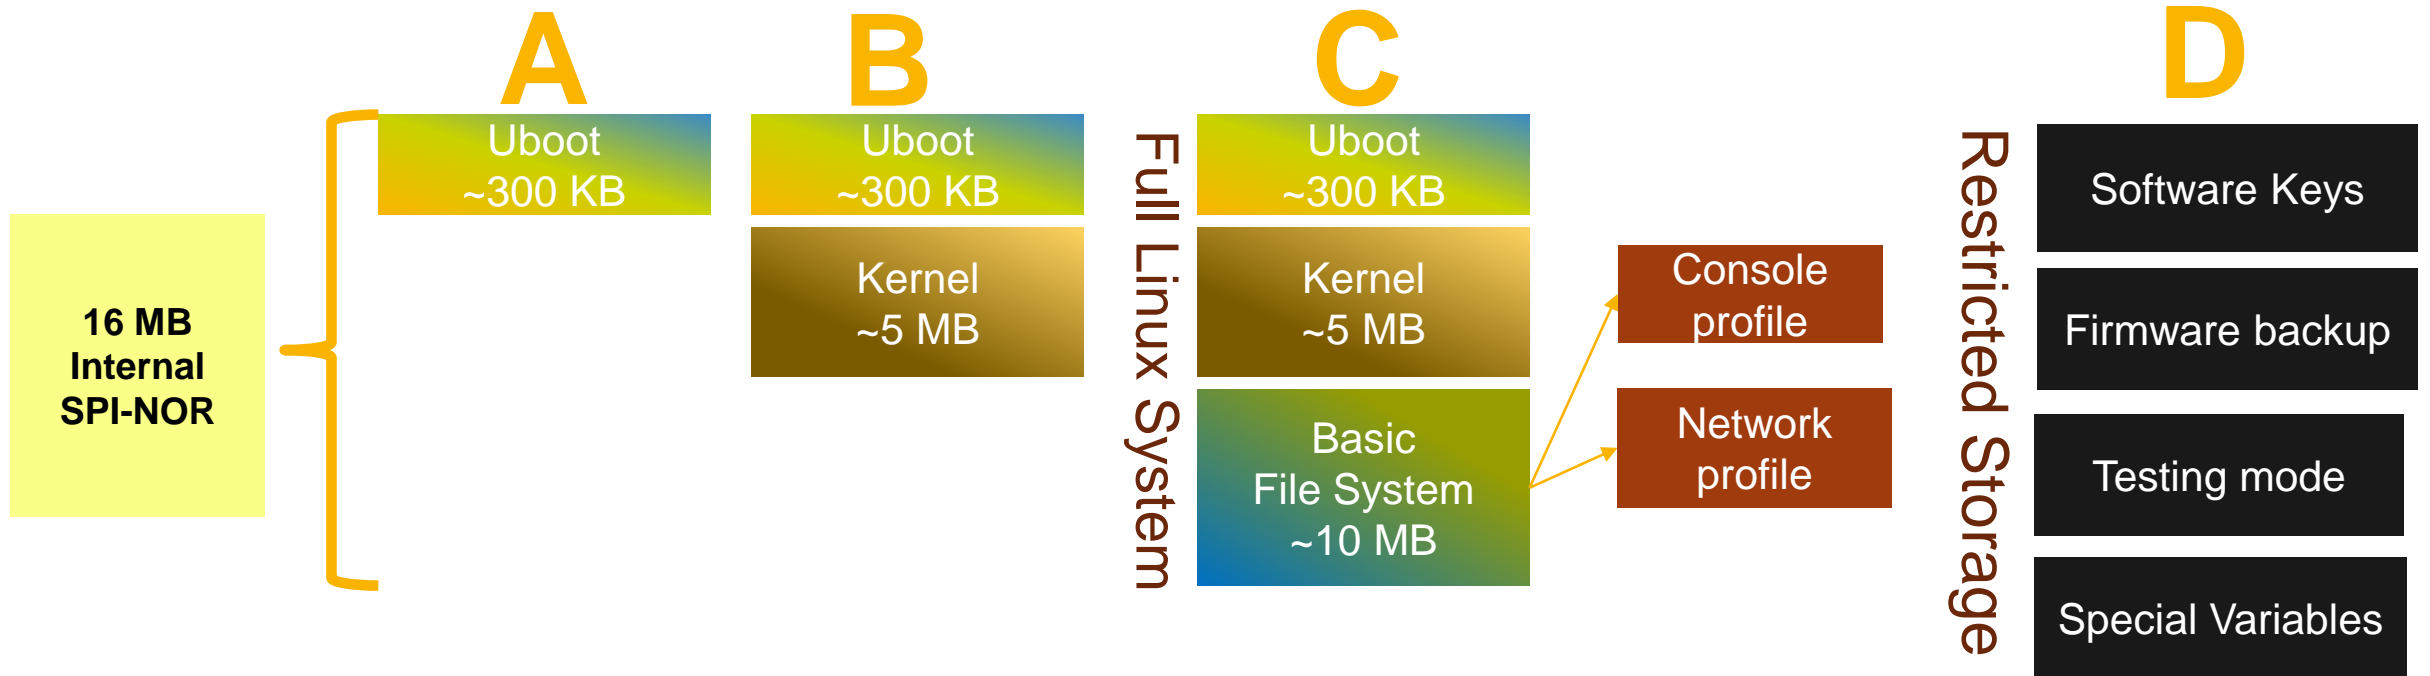 A
B
C
D
16 MB
Internal
SPI-NOR
Uboot
~300 KB
Uboot
~300 KB
Kernel
~5 MB
Full Linux System
Uboot
~300 KB
Kernel
~5 MB
Basic
File System
~10 MB
Console
profile
Network
profile
Restricted Storage
Software Keys
Firmware backup
Testing mode
Special Variables